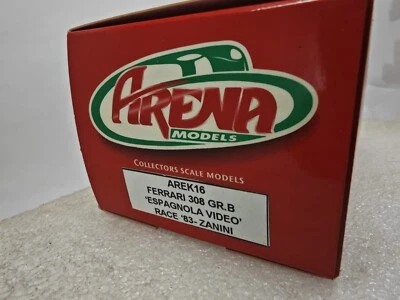 ARENA
MODELS
COLLECTORS SCALE MODELS
AREK16
FERRARI 308 GR.B
'ESPAGNOLA VIDEO'
RACE '83- ZANINI